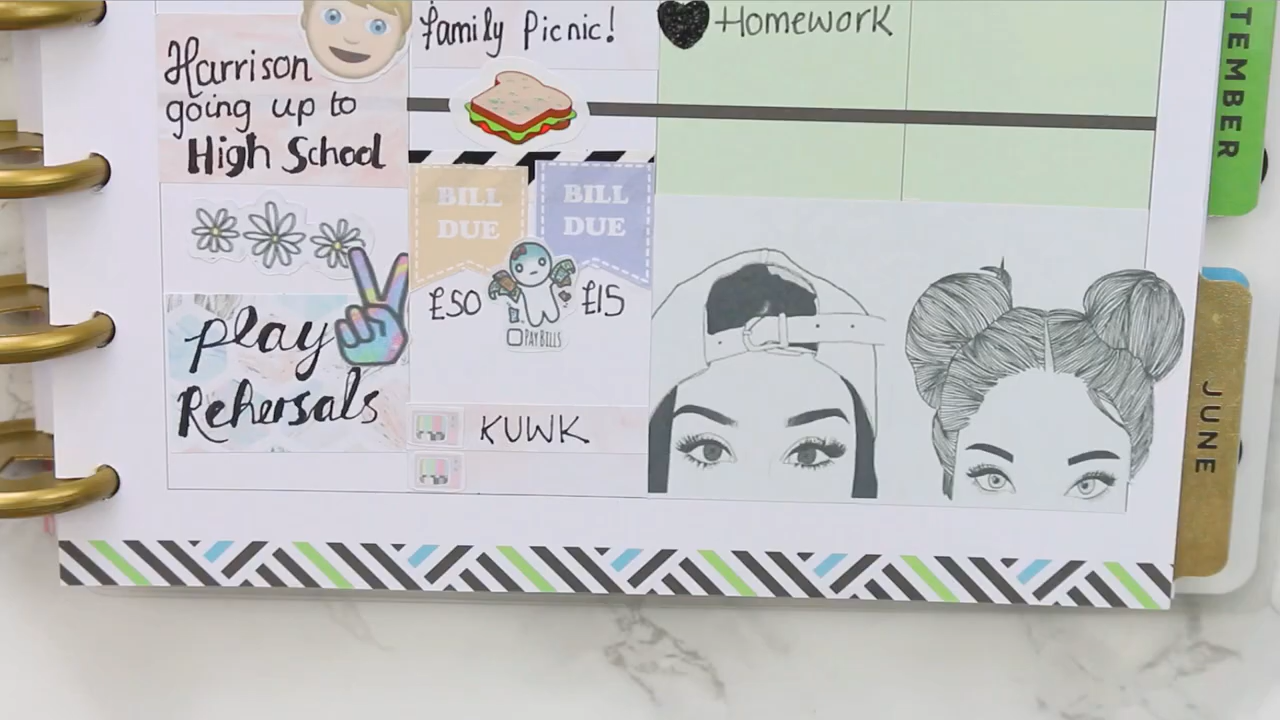 Harrison
going up to
High School
play
Rehersals
family Picnic!
BILL
DUE
BILL
DUE
£50
£15
PAY BILLS
KUWK
Homework
TEMBER
JUNE